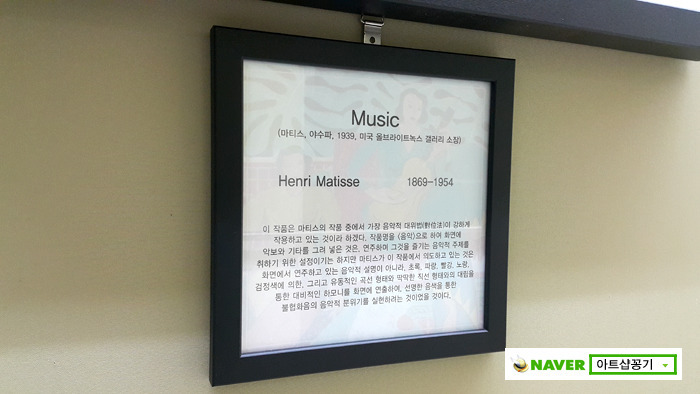 Music
(마티스, 야수파, 1939, 미국 올브라이트녹스 갤러리 소장)
Henri Matisse 1869-1954
이 작품은 마티스의 작품 중에서 가장 음악적 대위법(對位法)이 강하게
작용하고 있는 것이라 하겠다. 작품명을 <음악>으로 하여 화면에
악보와 기타를 그려 넣은 것은, 연주하며 그것을 즐기는 음악적 주제를
취하기 위한 설정이기는 하지만 마티스가 이 작품에서 의도하고 있는 것은
화면에서 연주하고 있는 음악적 설명이 아니라, 초록, 파랑, 빨강, 노랑,
검정색에 의한, 그리고 유동적인 곡선 형태와 딱딱한 직선 형태와의 대립을
통한 대비적인 하모니를 화면에 연출하여, 선명한 음색을 통한
불협화음의 음악적 분위기를 실현하려는 것이었을 것이다.
NAVER 아트샵꽁기